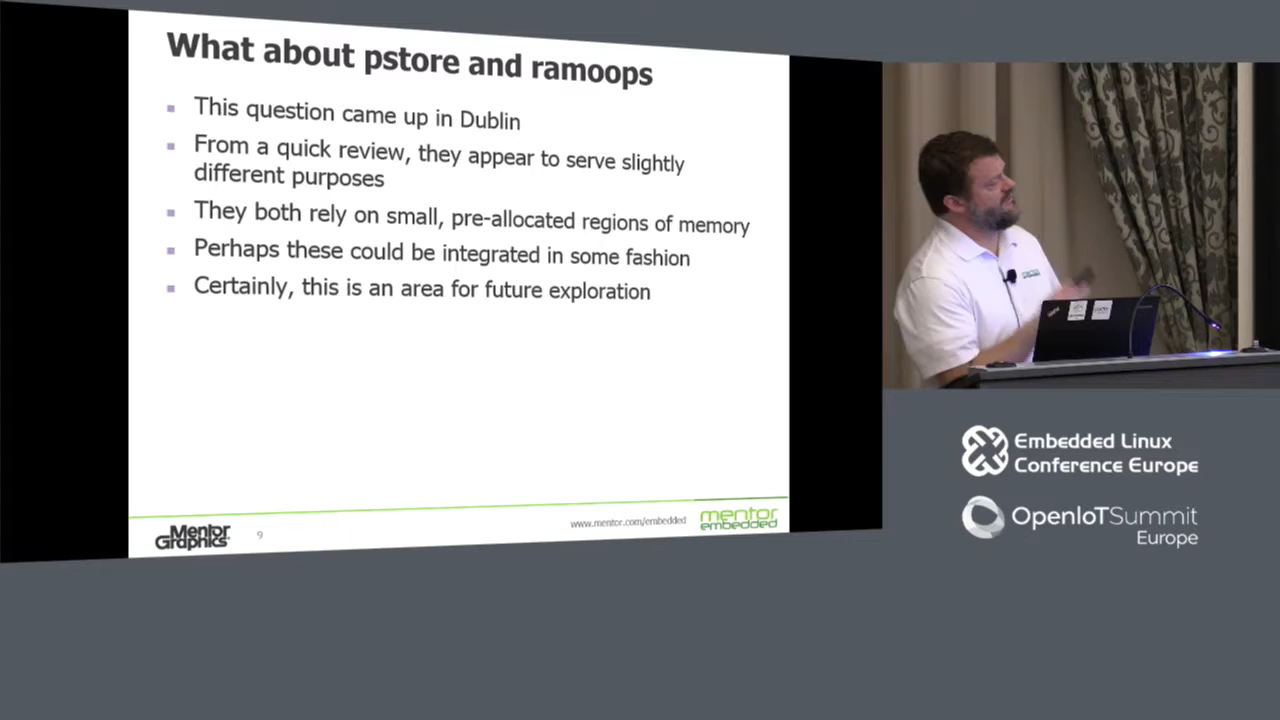 What about pstore and ramoops
This question came up in Dublin
From a quick review, they appear to serve slightly
different purposes
They both rely on small, pre-allocated regions of memory
Perhaps these could be integrated in some fashion
Certainly, this is an area for future exploration
Mentor
Graphics
9
www.mentor.com/embedded
mentor
embedded
Embedded Linux
Conference Europe
OpenIoTSummit
Europe